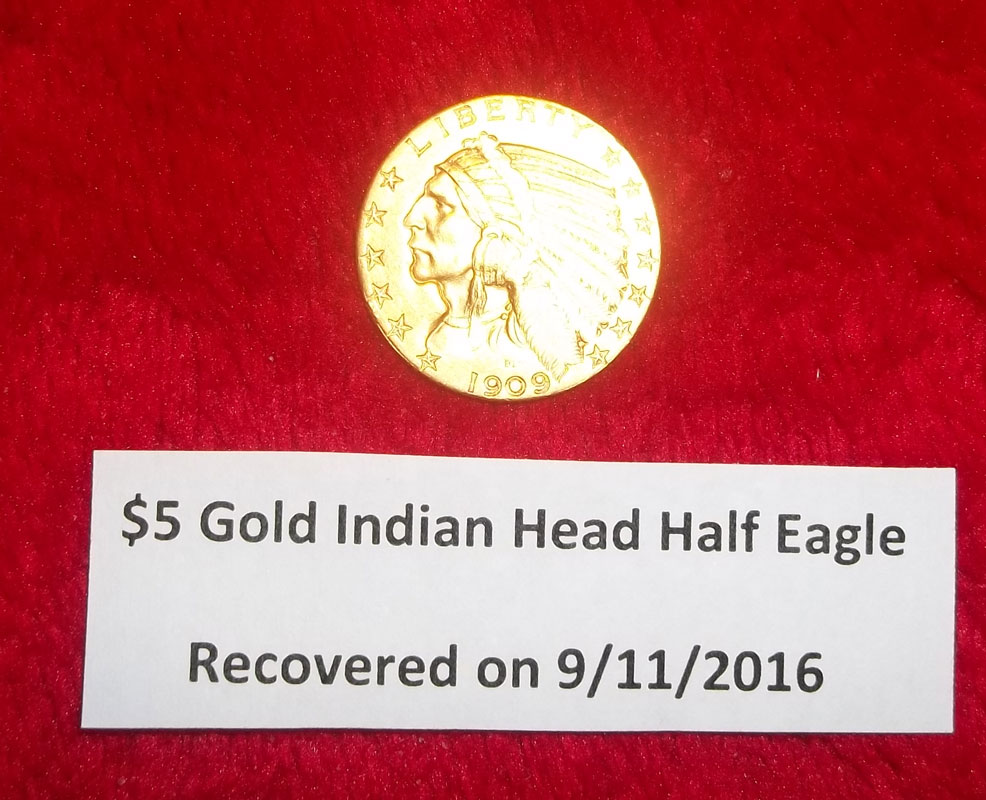 LIBERTY
1909
$5 Gold Indian Head Half Eagle
Recovered on 9/11/2016